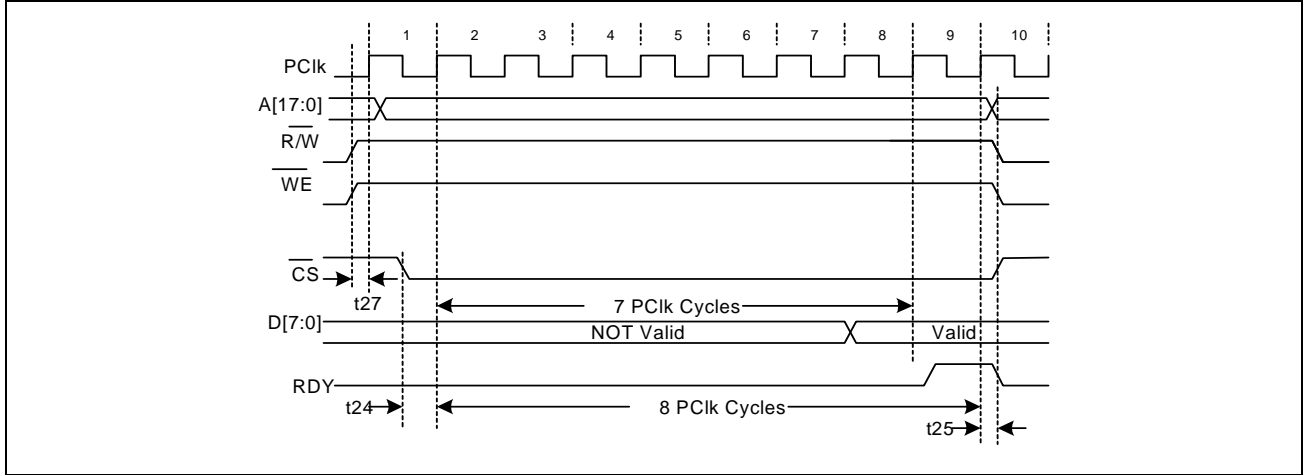 1 2 3 4 5 6 7 8 9 10
PClk
A[17:0]
R/W
WE
CS
t27
7 PClk Cycles
D[7:0]
NOT Valid Valid
RDY
t24 8 PClk Cycles
t25